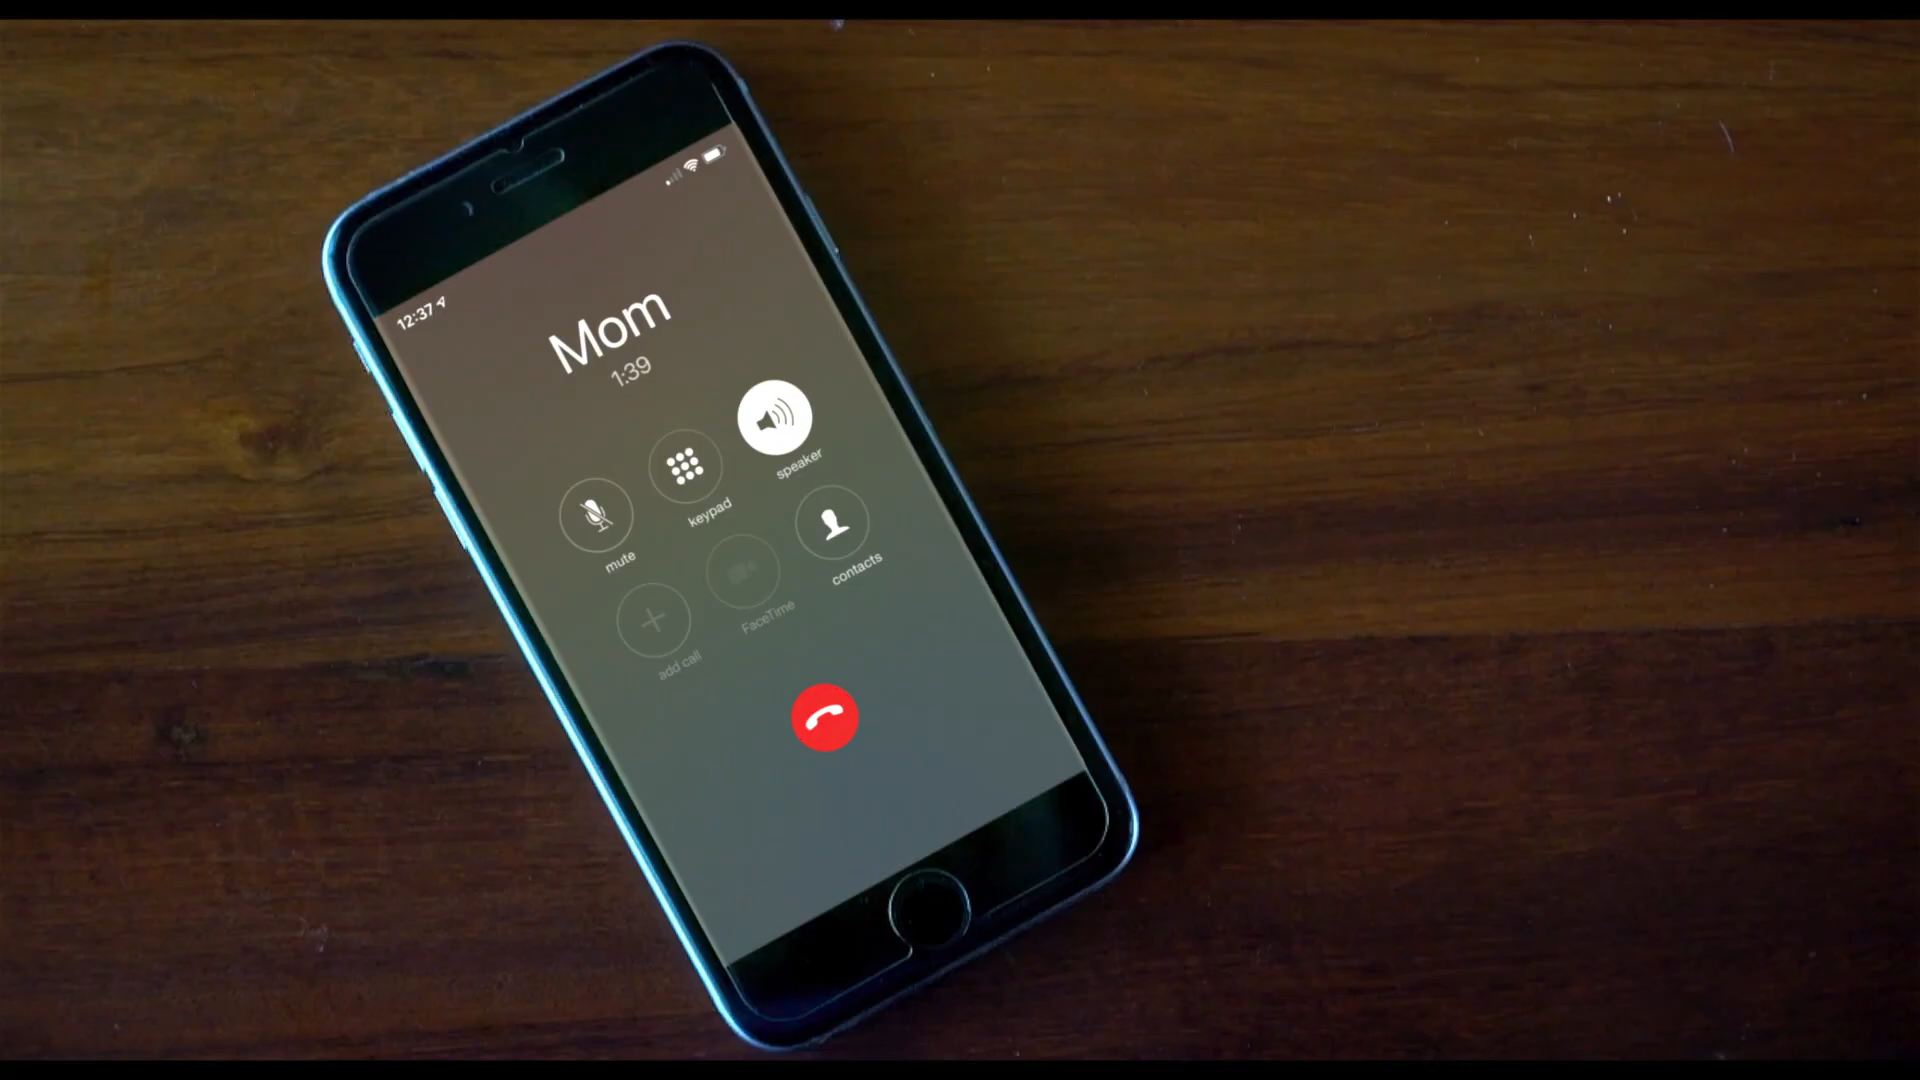 12:37
Mom
1:39
mute
keypad
speaker
add call
FaceTime
contacts